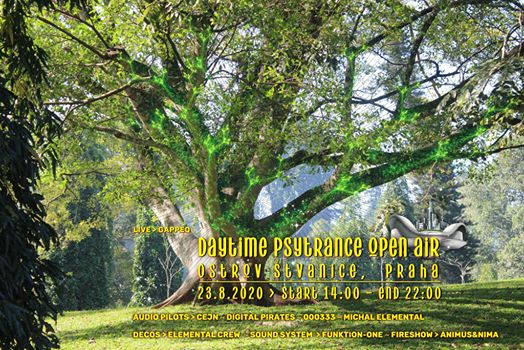 LIVE > GAPPEQ
Daytime Psytrance Open Air
Ostrov Štvanice, Praha
23.8.2020 > Start 14:00 - end 22:00
AUDIO PILOTS > CEJN - DIGITAL PIRATES - 000333 - MICHAL ELEMENTAL
DECOS > ELEMENTAL CREW - SOUND SYSTEM > FUNKTION-ONE - FIRESHOW > ANIMUS&NIMA